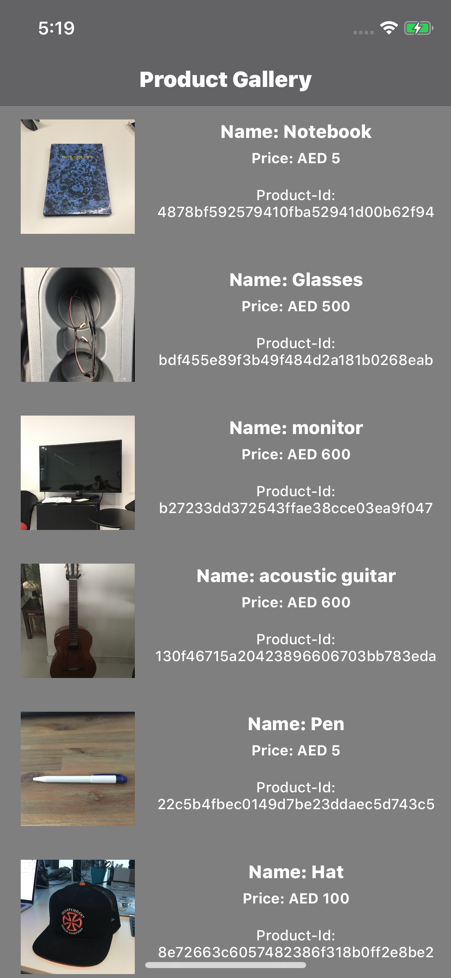 5:19
Product Gallery
Name: Notebook
Price: AED 5
Product-Id:
4878bf592579410fba52941d00b62f94
Name: Glasses
Price: AED 500
Product-Id:
bdf455e89f3b49f484d2a181b0268eab
Name: monitor
Price: AED 600
Product-Id:
b27233dd372543ffae38cce03ea9f047
Name: acoustic guitar
Price: AED 600
Product-Id:
130f46715a20423896606703bb783eda
Name: Pen
Price: AED 5
Product-Id:
22c5b4fbec0149d7be23ddaec5d743c5
Name: Hat
Price: AED 100
Product-Id:
8e72663c6057482386f318b0ff2e8be2